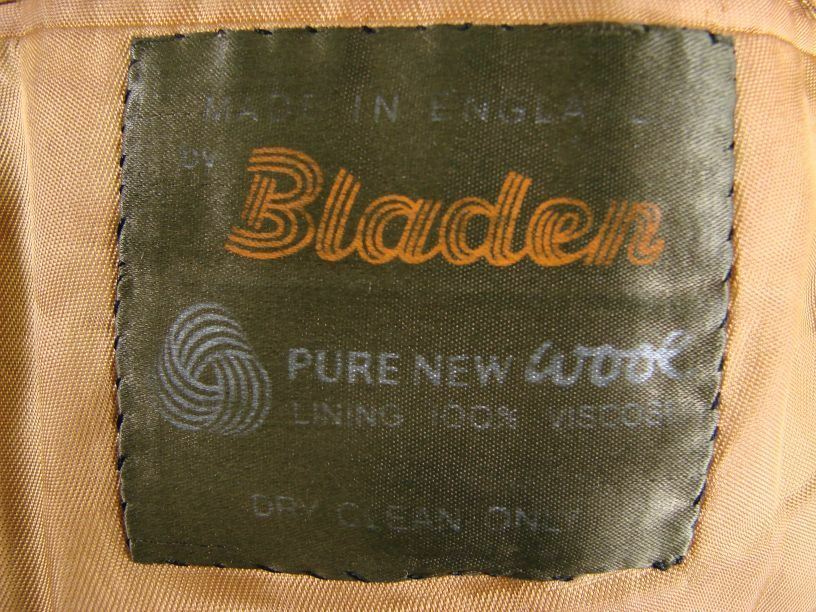 MADE IN ENGLAND
by
Bladen
PURE NEW wool
LINING 100% VISCOSE
DRY CLEAN ONLY